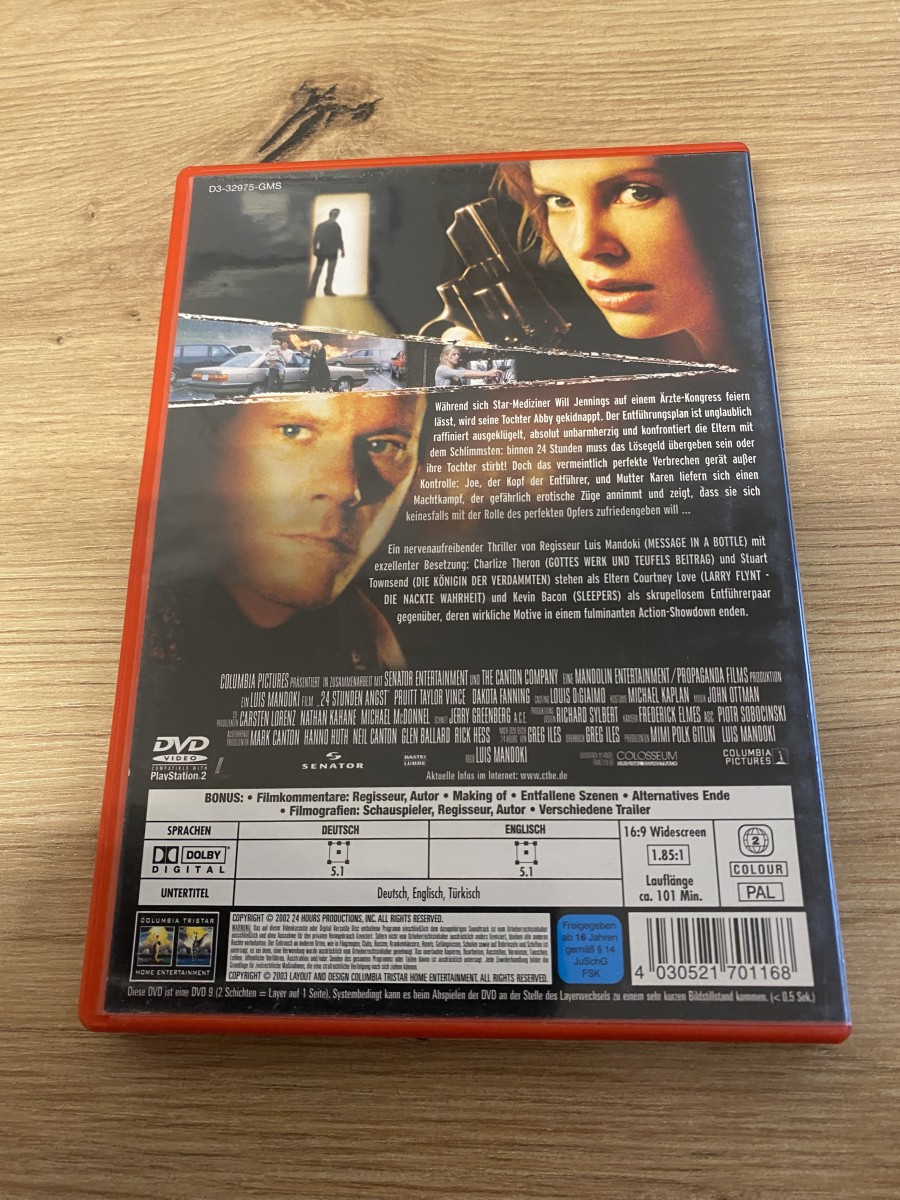 D3-32975-GMS
Während sich Star-Mediziner Will Jennings auf einem Ärzte-Kongress feiern
lässt, wird seine Tochter Abby gekidnappt. Der Entführungsplan ist unglaublich
raffiniert ausgeklügelt, absolut unbarmherzig und konfrontiert die Eltern mit
dem Schlimmsten: binnen 24 Stunden muss das Lösegeld übergeben sein oder
ihre Tochter stirbt! Doch das vermeintlich perfekte Verbrechen gerät außer
Kontrolle: Joe, der Kopf der Entführer, und Mutter Karen liefern sich einen
Machtkampf, der gefährlich erotische Züge annimmt und zeigt, dass sie sich
keinesfalls mit der Rolle des perfekten Opfers zufriedengeben will ...
Ein nervenaufreibender Thriller von Regisseur Luis Mandoki (MESSAGE IN A BOTTLE) mit
exzellenter Besetzung: Charlize Theron (GOTTES WERK UND TEUFELS BEITRAG) und Stuart
Townsend (DIE KÖNIGIN DER VERDAMMTEN) stehen als Eltern Courtney Love (LARRY FLYNT -
DIE NACKTE WAHRHEIT) und Kevin Bacon (SLEEPERS) als skrupellosem Entführerpaar
gegenüber, deren wirkliche Motive in einem fulminanten Action-Showdown enden.
COLUMBIA PICTURES PRÄSENTIERT IN ZUSAMMENARBEIT MIT SENATOR ENTERTAINMENT UND THE CANTON COMPANY EINE MANDOLIN ENTERTAINMENT / PROPAGANDA FILMS PRODUKTION
EIN LUIS MANDOKI FILM „24 STUNDEN ANGST" PRUITT TAYLOR VINCE DAKOTA FANNING CASTING LOUIS DiGIAIMO KOSTÜME MICHAEL KAPLAN MUSIK JOHN OTTMAN
PRODUZENTEN CARSTEN LORENZ NATHAN KAHANE MICHAEL McDONNEL SCHNITT JERRY GREENBERG A.C.E. RICHARD SYLBERT KAMERA FREDERICK ELMES ASC PIOTR SOBOCINSKI
PRODUZENTEN MARK CANTON HANNO HUTH NEIL CANTON GLEN BALLARD RICK HESS GREG ILES DREHBUCH GREG ILES PRODUZENTEN MIMI POLK GITLIN LUIS MANDOKI
REGIE LUIS MANDOKI
DVD
VIDEO
COMPATIBLE WITH
PlayStation 2
SENATOR
BASTEI
LÜBBE
COLOSSEUM
ORIGINAL SOUNDTRACK
COLUMBIA
PICTURES
Aktuelle Infos im Internet: www.cthe.de
BONUS: • Filmkommentare: Regisseur, Autor • Making of • Entfallene Szenen • Alternatives Ende
• Filmografien: Schauspieler, Regisseur, Autor • Verschiedene Trailer
SPRACHEN DEUTSCH ENGLISCH
DOLBY
DIGITAL
5.1 5.1
UNTERTITEL Deutsch, Englisch, Türkisch
16:9 Widescreen
1.85:1
Lauflänge
ca. 101 Min.
2
COLOUR
PAL
COLUMBIA TRISTAR
HOME ENTERTAINMENT
COPYRIGHT © 2002 24 HOURS PRODUCTIONS, INC. ALL RIGHTS RESERVED.
COPYRIGHT © 2003 LAYOUT AND DESIGN COLUMBIA TRISTAR HOME ENTERTAINMENT. ALL RIGHTS RESERVED.
Freigegeben
ab 16 Jahren
gemäß § 14
JuSchG
FSK
4 030521 701168
Diese DVD ist eine DVD 9 (2 Schichten = Layer auf 1 Seite). Systembedingt kann es beim Abspielen der DVD an der Stelle des Layerwechsels zu einem sehr kurzen Bildstillstand kommen. (< 0.5 Sek.)